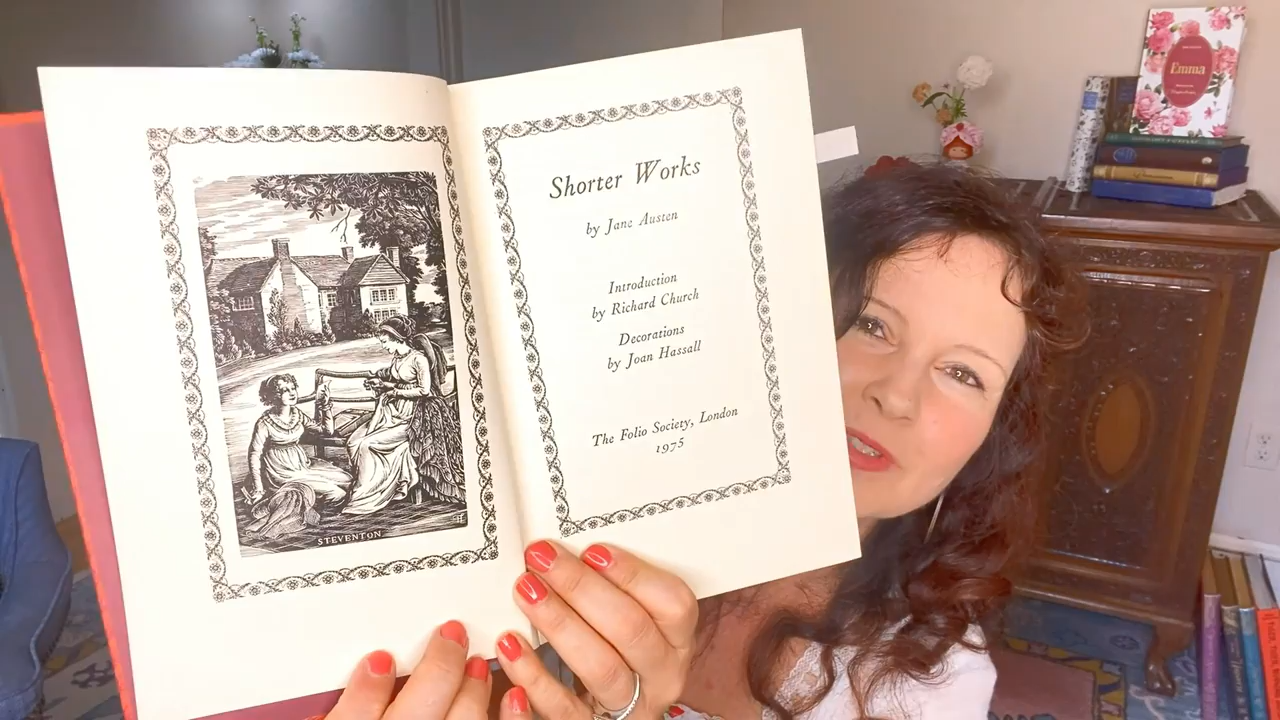 STEVENTON
Shorter Works
by Jane Austen
Introduction
by Richard Church
Decorations
by Joan Hassall
The Folio Society, London
1975
Emma